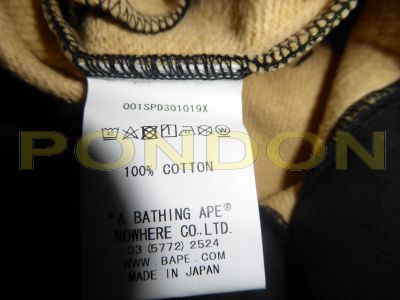 001SPD301019X
PONDON
100% COTTON
"A BATHING APE®
NOWHERE CO.,LTD.
03 (5772) 2524
WWW.BAPE.COM
MADE IN JAPAN